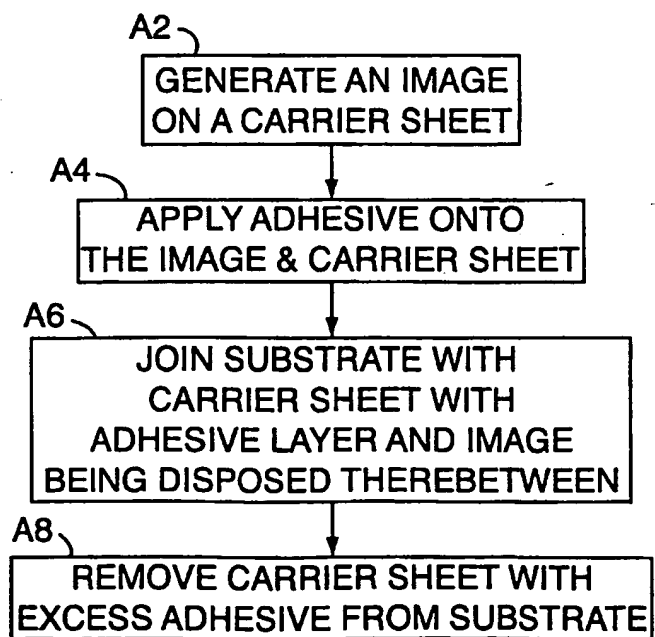 A2
GENERATE AN IMAGE
ON A CARRIER SHEET
A4
APPLY ADHESIVE ONTO
THE IMAGE & CARRIER SHEET
A6
JOIN SUBSTRATE WITH
CARRIER SHEET WITH
ADHESIVE LAYER AND IMAGE
BEING DISPOSED THEREBETWEEN
A8
REMOVE CARRIER SHEET WITH
EXCESS ADHESIVE FROM SUBSTRATE